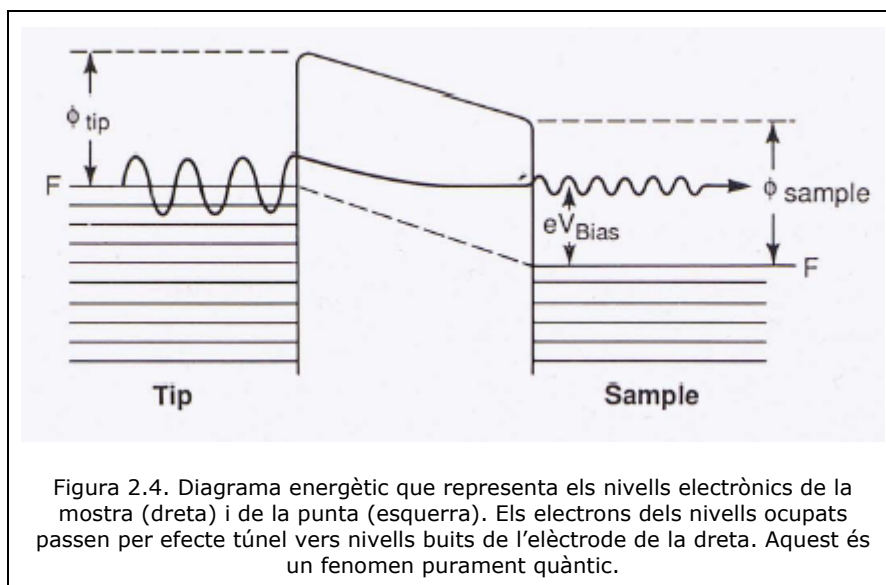 ϕ tip
F
eVBias
ϕ sample
F
Tip
Sample
Figura 2.4. Diagrama energètic que representa els nivells electrònics de la
mostra (dreta) i de la punta (esquerra). Els electrons dels nivells ocupats
passen per efecte túnel vers nivells buits de l'elèctrode de la dreta. Aquest és
un fenomen purament quàntic.